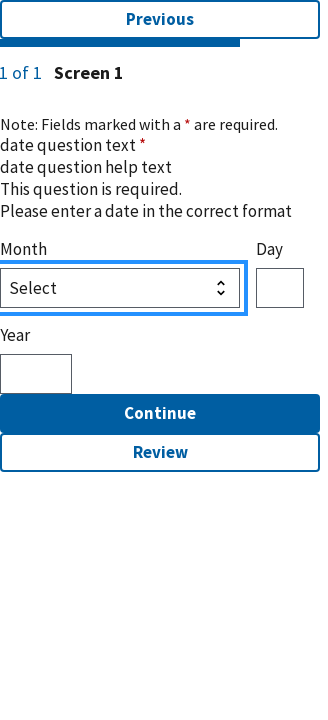 Previous
1 of 1 Screen 1
Note: Fields marked with a * are required.
date question text *
date question help text
This question is required.
Please enter a date in the correct format
Month Day
Select
Year
Continue
Review